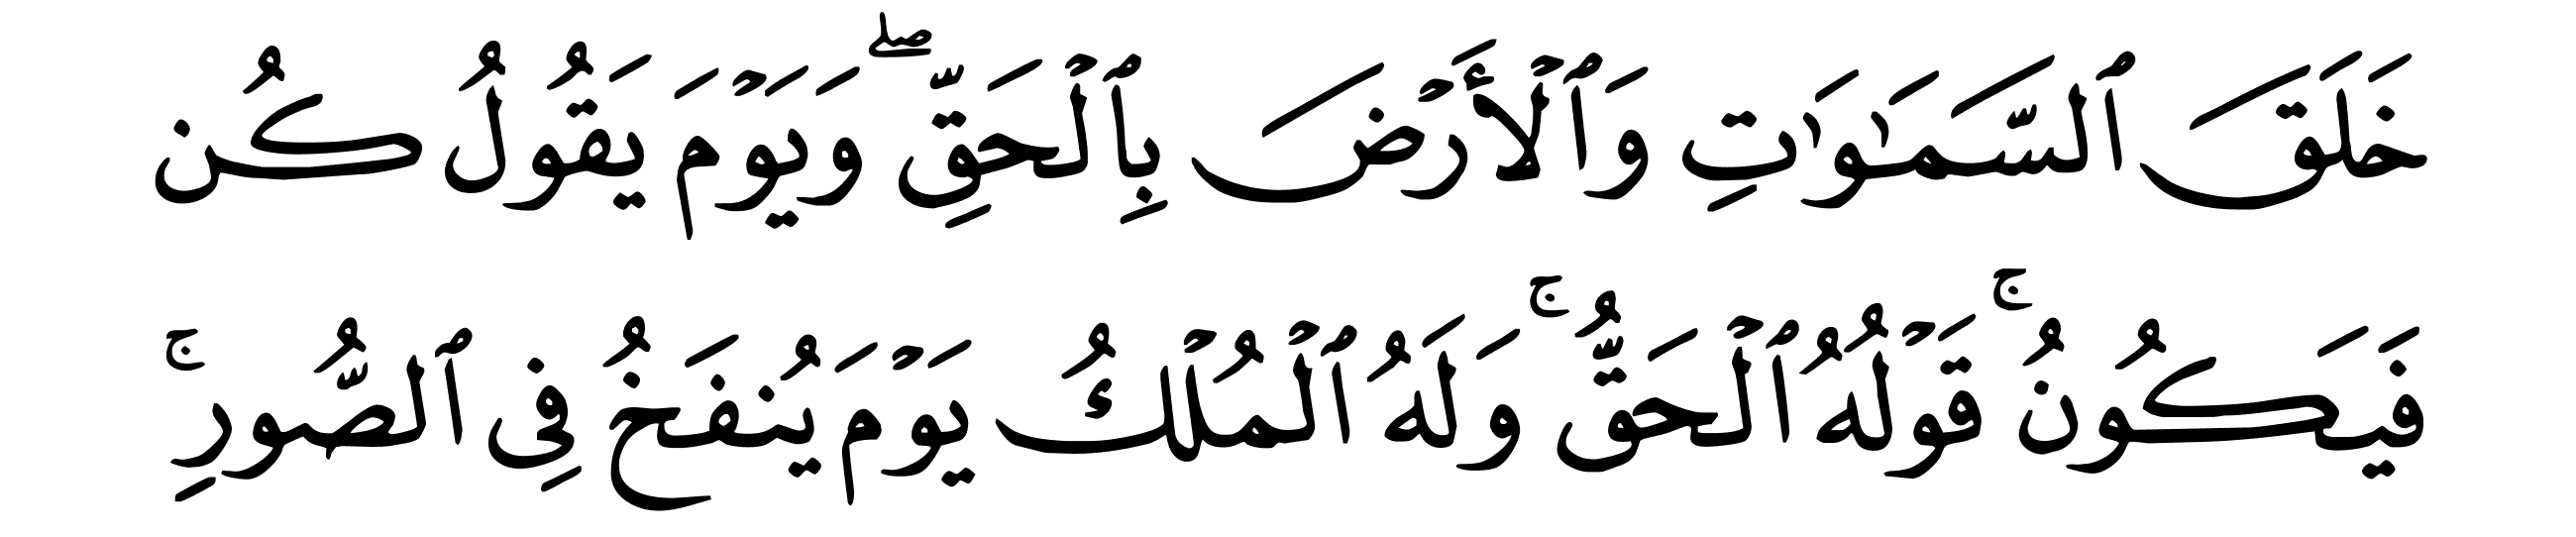 خَلَقَ ٱلسَّمَـٰوَٰتِ وَٱلْأَرْضَ بِٱلْحَقِّ ۖ وَيَوْمَ يَقُولُ كُن
فَيَكُونُ ۚ قَوْلُهُ ٱلْحَقُّ ۚ وَلَهُ ٱلْمُلْكُ يَوْمَ يُنفَخُ فِى ٱلصُّورِ ۚ